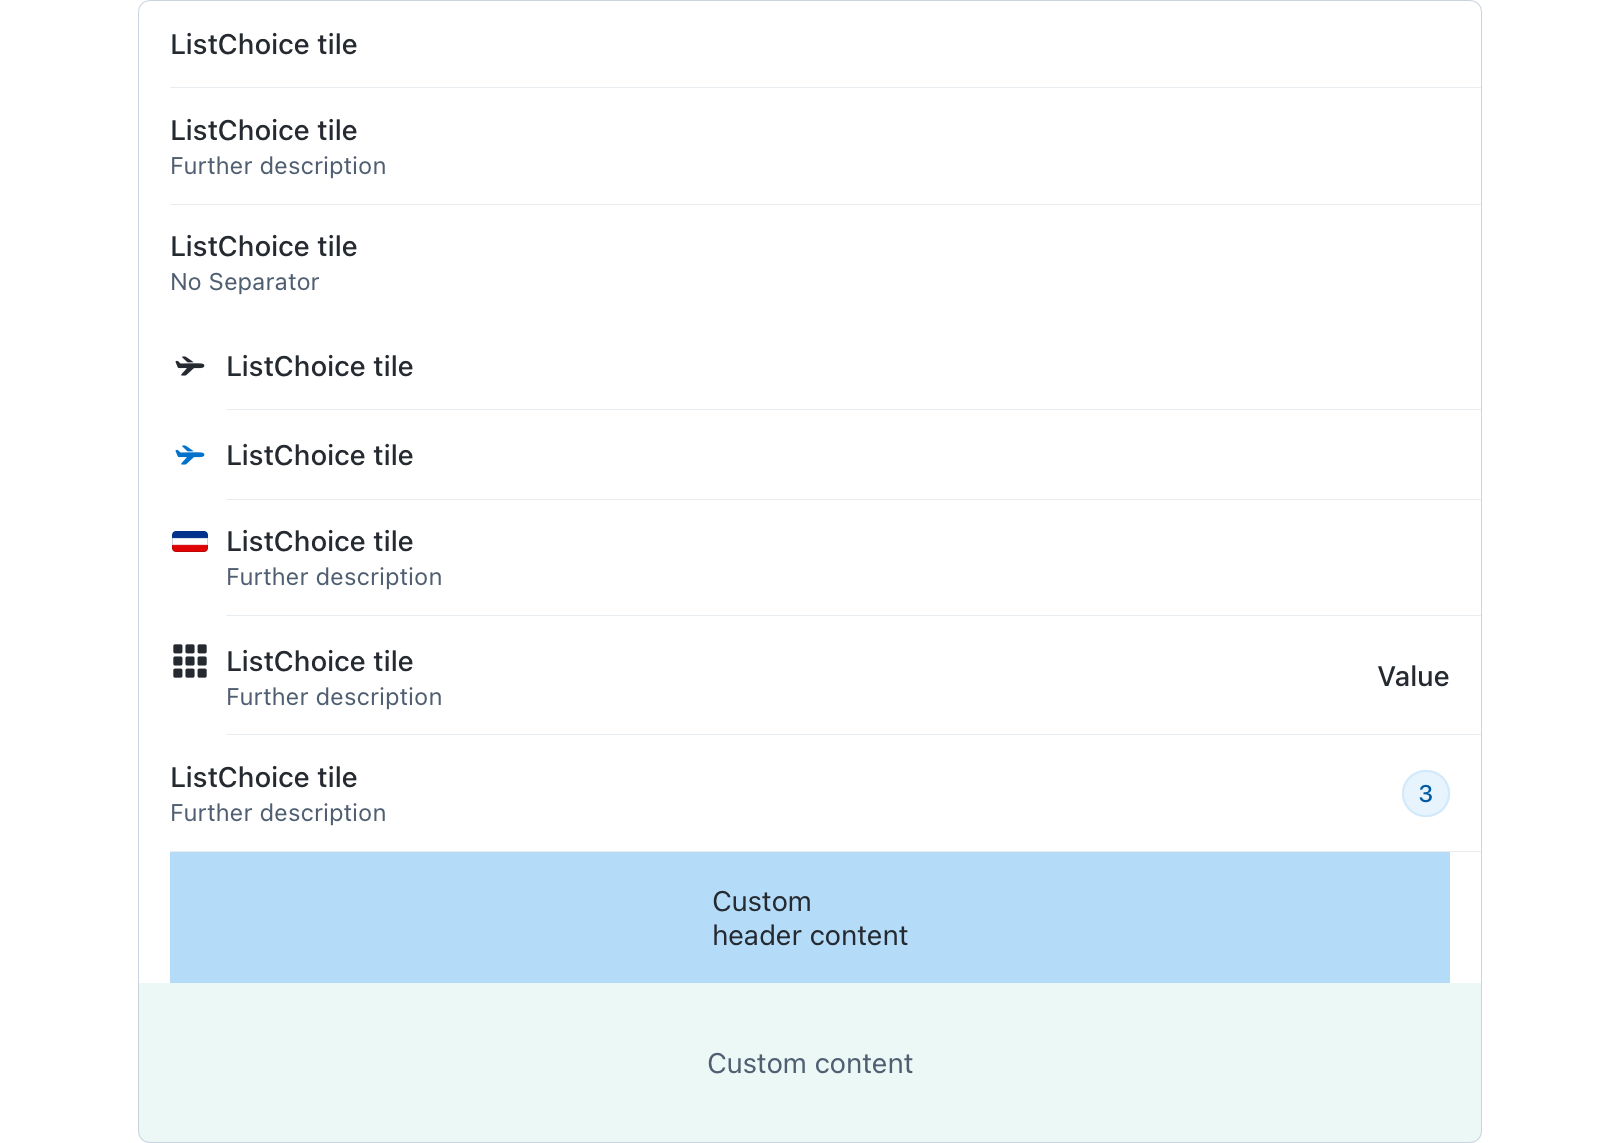 ListChoice tile
ListChoice tile
Further description
ListChoice tile
No Separator
ListChoice tile
ListChoice tile
ListChoice tile
Further description
ListChoice tile
Further description
Value
ListChoice tile
Further description
3
Custom
header content
Custom content